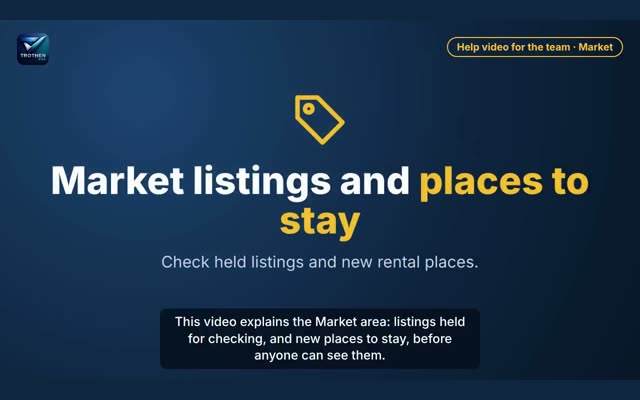 TROTHEN
Help video for the team · Market
Market listings and places to
stay
Check held listings and new rental places.
This video explains the Market area: listings held
for checking, and new places to stay, before
anyone can see them.